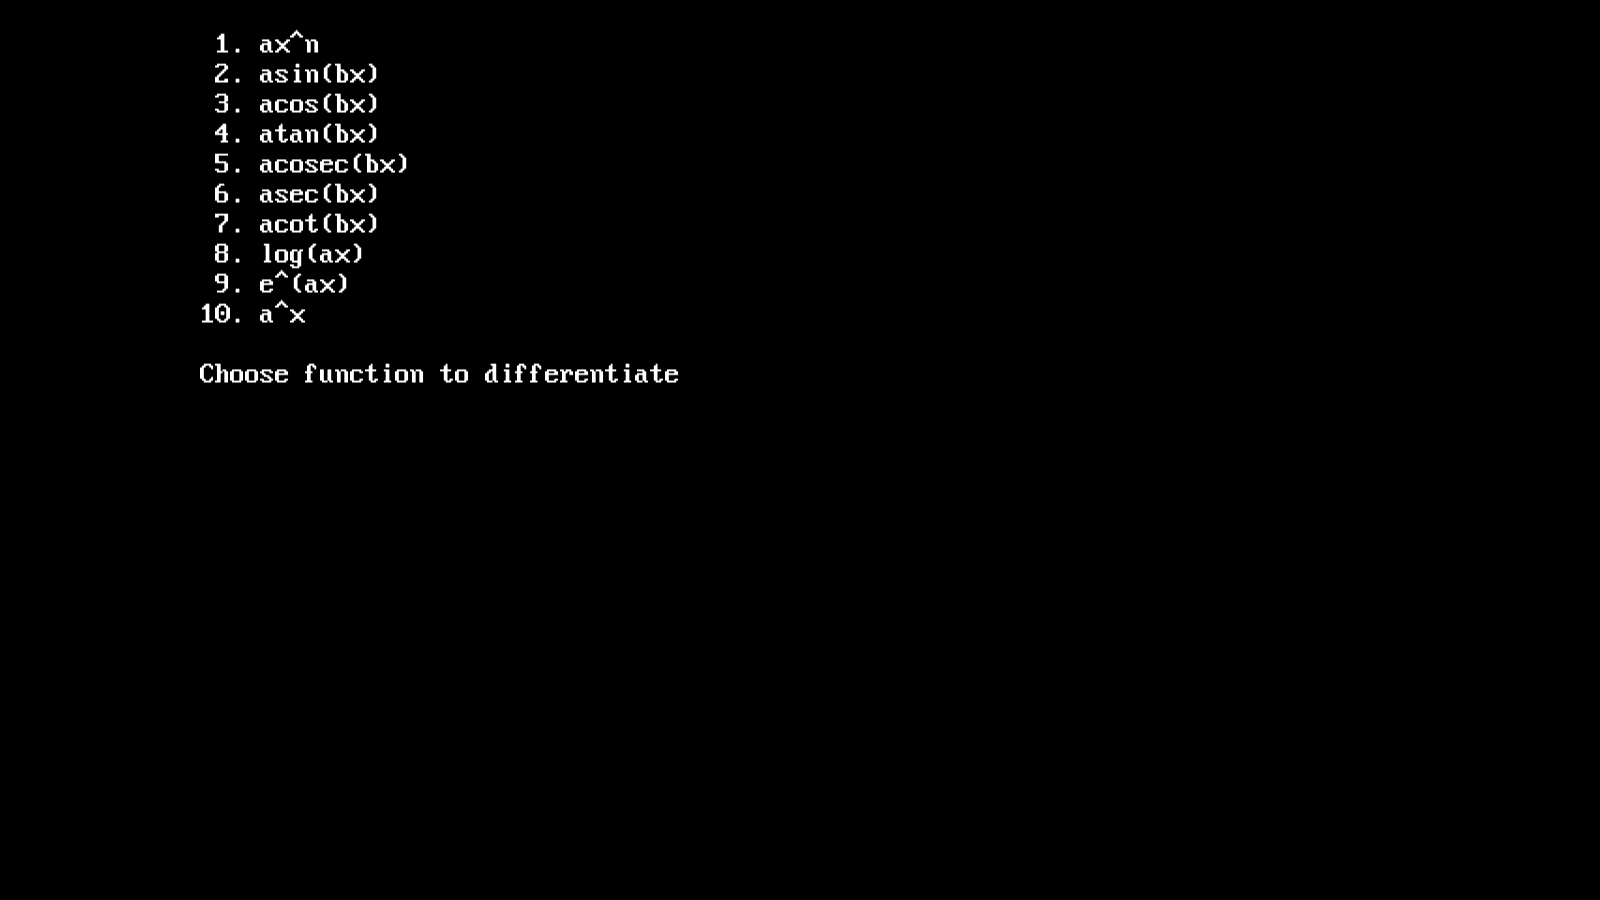 1. ax^n
2. asin(bx)
3. acos(bx)
4. atan(bx)
5. acosec(bx)
6. asec(bx)
7. acot(bx)
8. log(ax)
9. e^(ax)
10. a^x
Choose function to differentiate